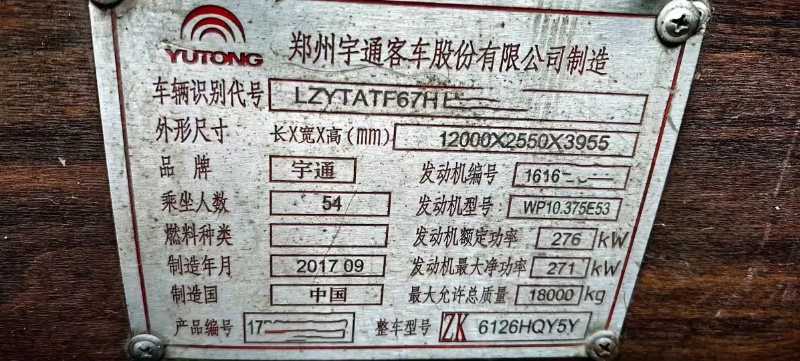 YUTONG 郑州宇通客车股份有限公司制造
车辆识别代号 LZYTATF67H
外形尺寸 长X宽X高(mm) 12000X2550X3955
品牌 宇通 发动机编号 1616
乘坐人数 54 发动机型号: WP10.375E53
燃料种类 发动机额定功率 276 kW
制造年月 2017 09 发动机最大净功率 271 kW
制造国 中国 最大允许总质量 18000 kg
产品编号 17 整车型号 ZK 6126HQY5Y